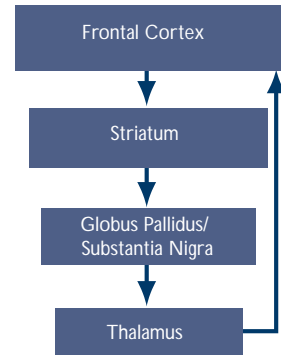 Frontal Cortex
Striatum
Globus Pallidus/
Substantia Nigra
Thalamus